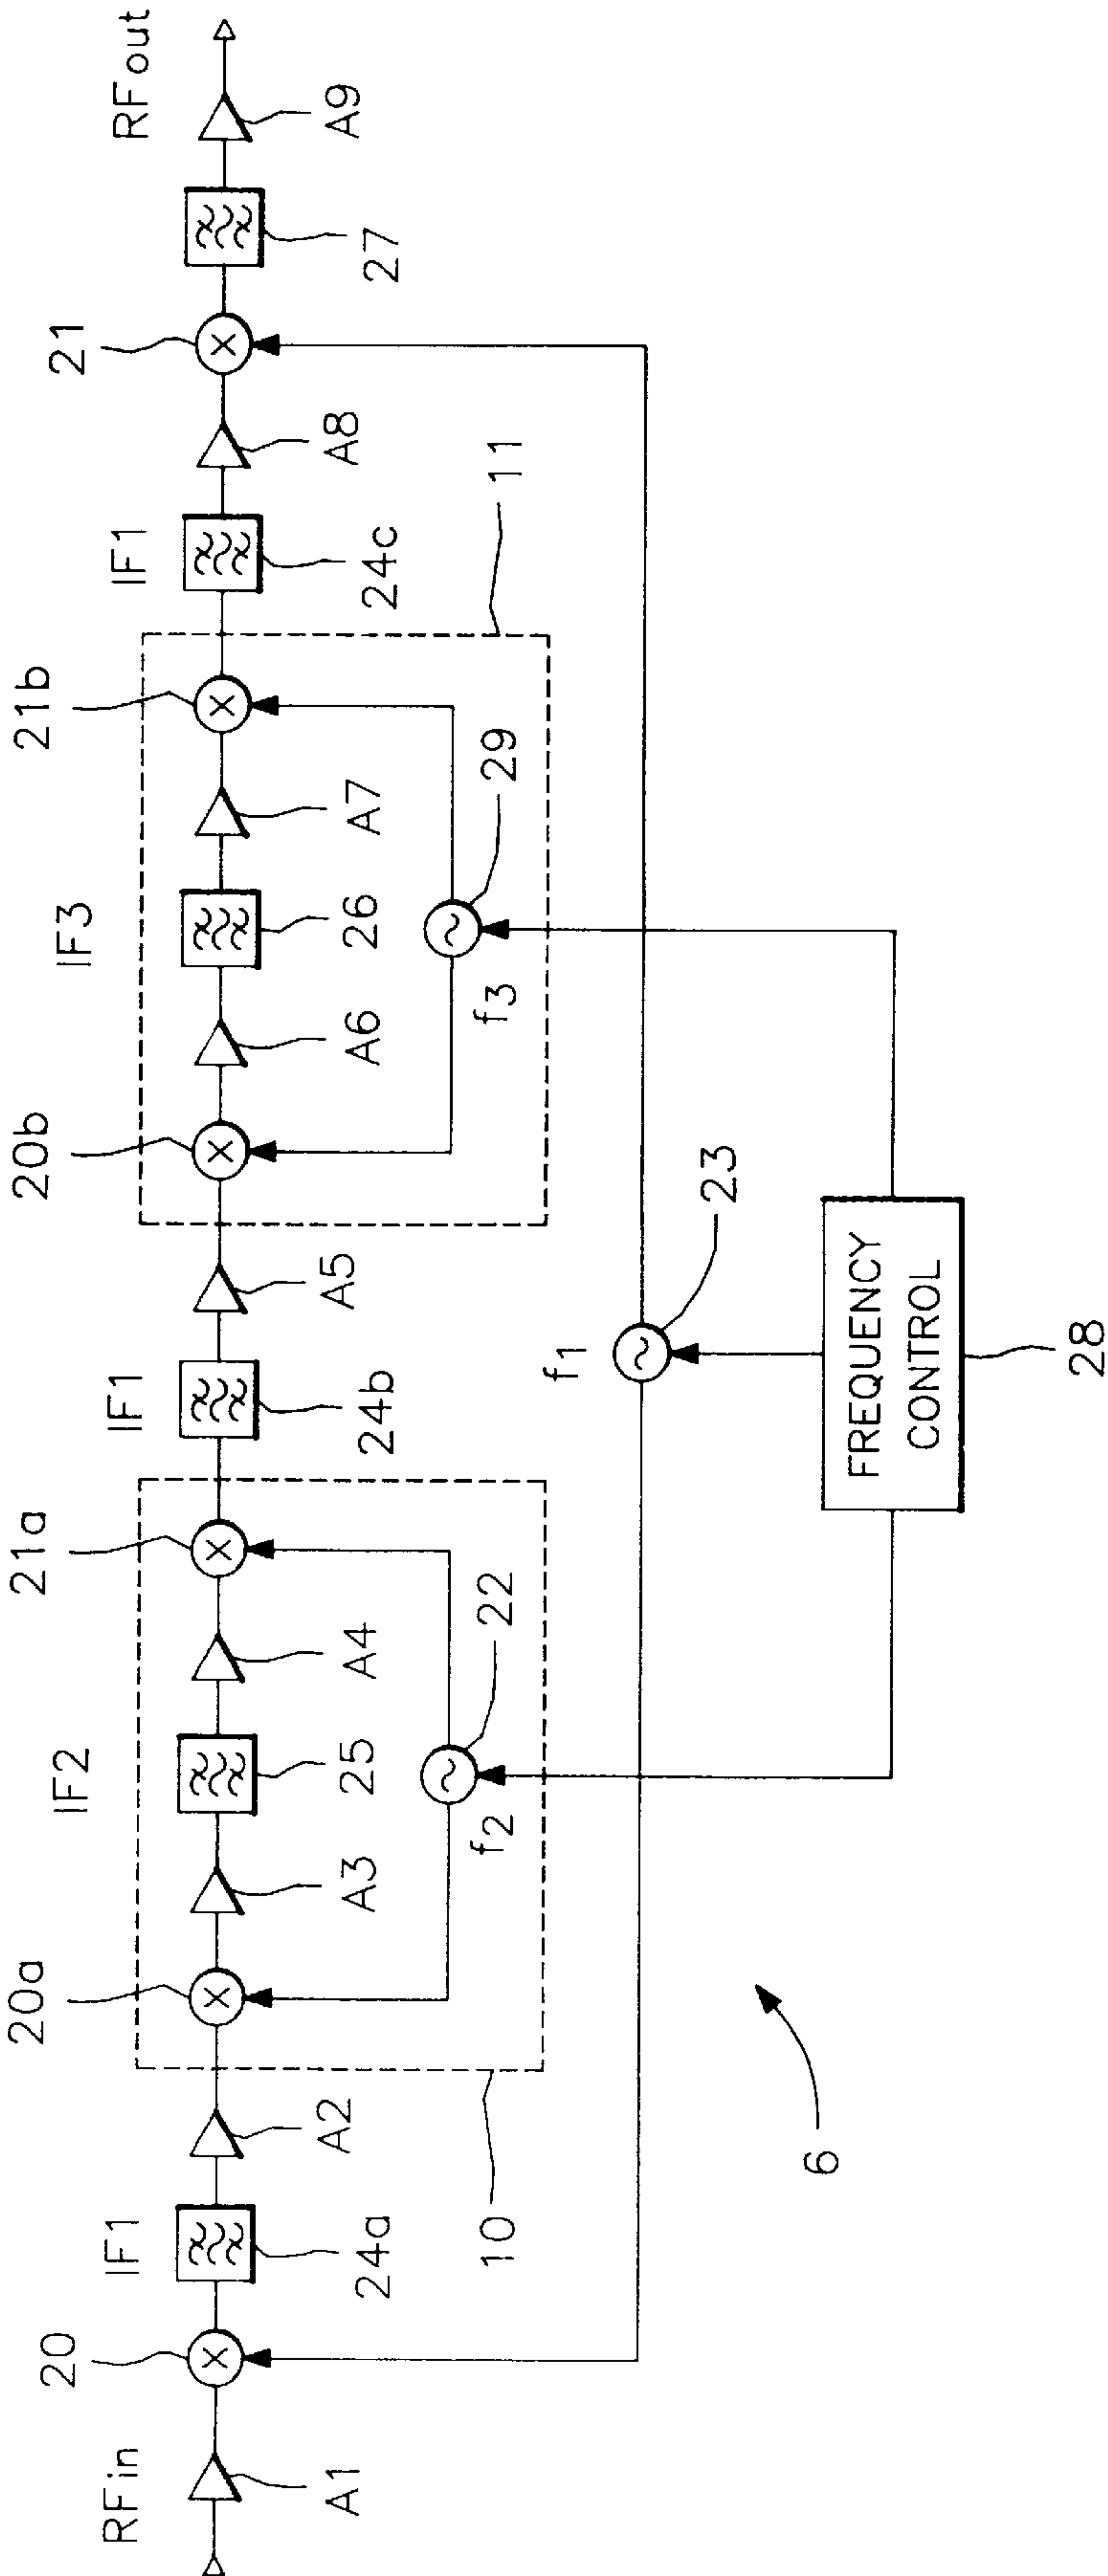 RFin
A1
20
IF1
24a
A2
10
20a
A3
IF2
25
A4
21a
f2
22
IF1
24b
A5
20b
A6
IF3
26
A7
21b
f3
29
11
IF1
24c
A8
21
27
A9
RFout
f1
23
FREQUENCY
CONTROL
28
6